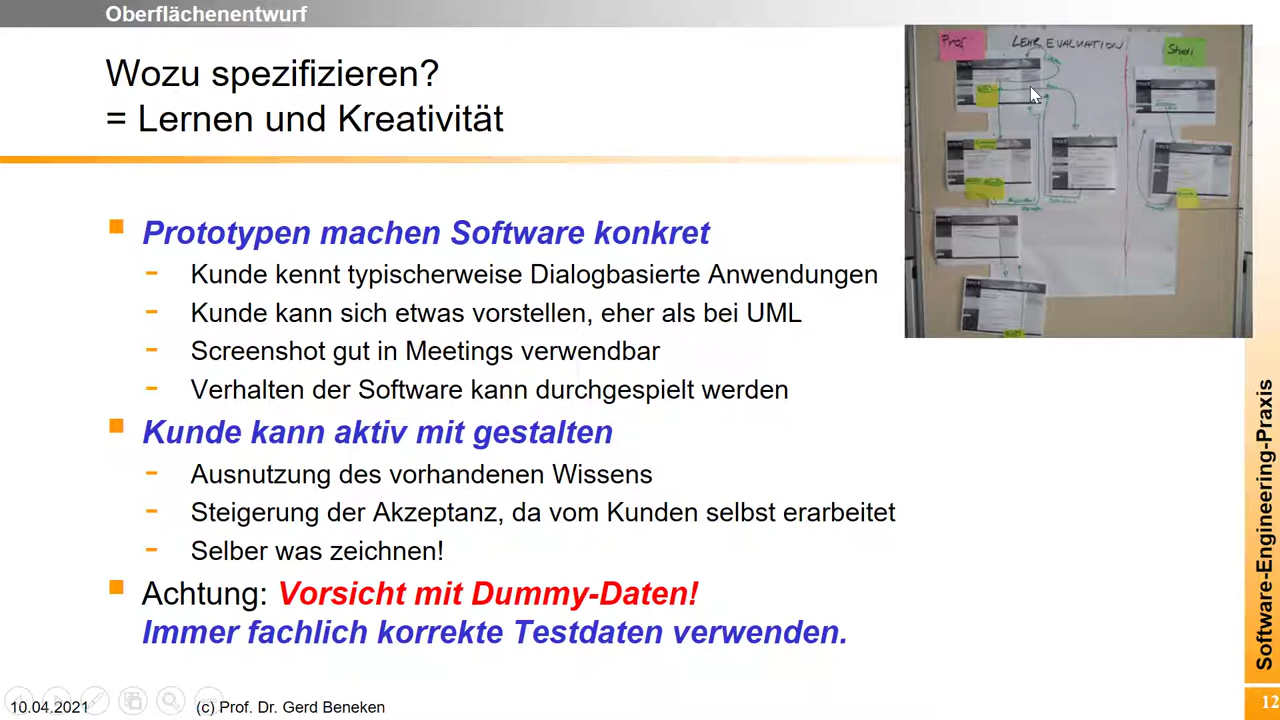 Oberflächenentwurf
Wozu spezifizieren?
= Lernen und Kreativität
Prof
LEHR EVALUATION
Studi
Prototypen machen Software konkret
- Kunde kennt typischerweise Dialogbasierte Anwendungen
- Kunde kann sich etwas vorstellen, eher als bei UML
- Screenshot gut in Meetings verwendbar
- Verhalten der Software kann durchgespielt werden
Kunde kann aktiv mit gestalten
- Ausnutzung des vorhandenen Wissens
- Steigerung der Akzeptanz, da vom Kunden selbst erarbeitet
- Selber was zeichnen!
Achtung: Vorsicht mit Dummy-Daten!
Immer fachlich korrekte Testdaten verwenden.
Software-Engineering-Praxis
10.04.2021
(c) Prof. Dr. Gerd Beneken
12